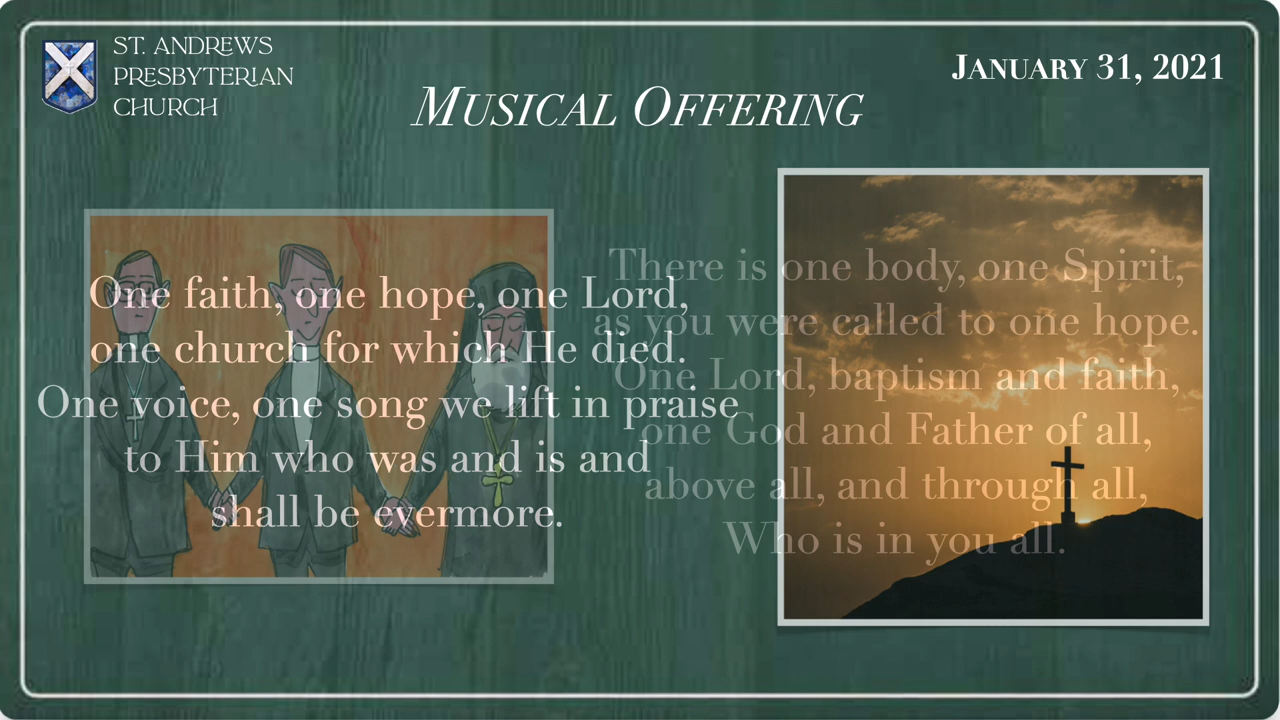 ST. ANDREWS
PRESBYTERIAN
CHURCH
JANUARY 31, 2021
MUSICAL OFFERING
One faith, one hope, one Lord,
one church for which He died.
One voice, one song we lift in praise
to Him who was and is and
shall be evermore.
There is one body, one Spirit,
as you were called to one hope.
One Lord, baptism and faith,
one God and Father of all,
above all, and through all,
Who is in you all.